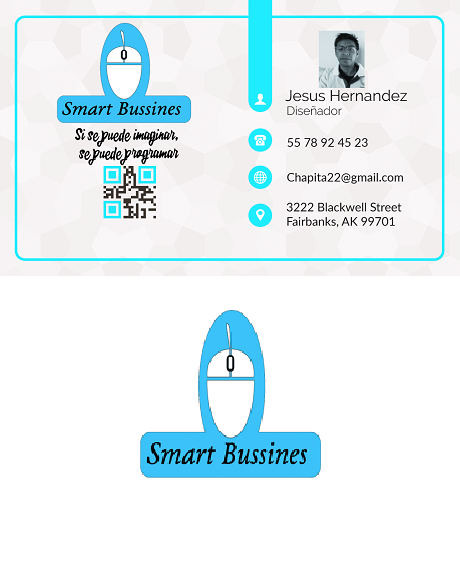 Smart Bussines
Si se puede imaginar,
se puede programar
Jesus Hernandez
Diseñador
55 78 92 45 23
Chapita22@gmail.com
3222 Blackwell Street
Fairbanks, AK 99701
Smart Bussines